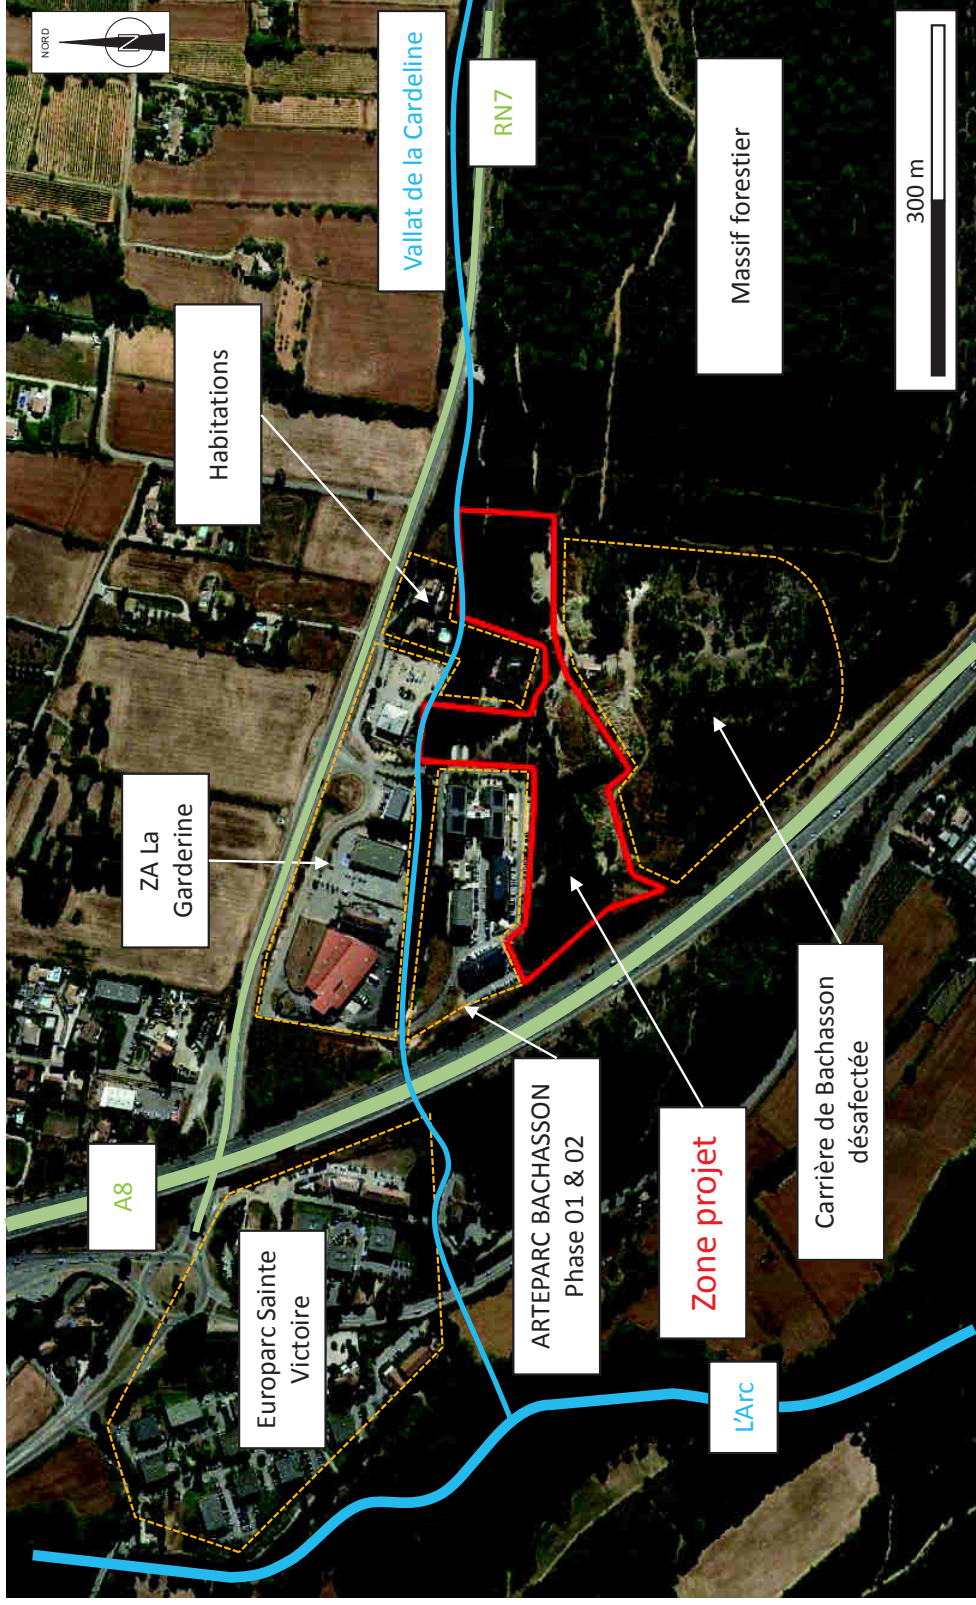 NORD
N
Vallat de la Cardeline
RN7
Massif forestier
300 m
Habitations
ZA La
Garderine
A8
Europarc Sainte
Victoire
ARTEPARC BACHASSON
Phase 01 & 02
Zone projet
Carrière de Bachasson
désafectée
L'Arc